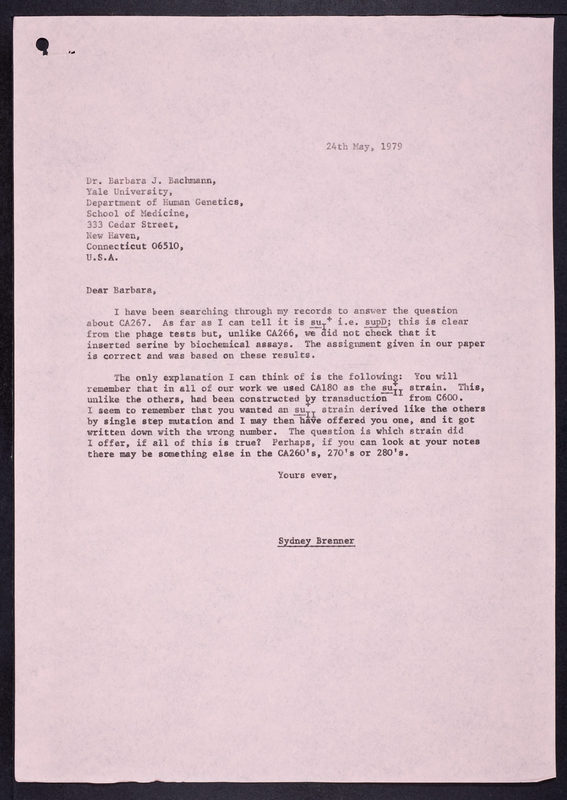 24th May, 1979
Dr. Barbara J. Bachmann,
Yale University,
Department of Human Genetics,
School of Medicine,
333 Cedar Street,
New Haven,
Connecticut 06510,
U.S.A.
Dear Barbara,
I have been searching through my records to answer the question
about CA267. As far as I can tell it is suI+ i.e. supD; this is clear
from the phage tests but, unlike CA266, we did not check that it
inserted serine by biochemical assays. The assignment given in our paper
is correct and was based on these results.
The only explanation I can think of is the following: You will
remember that in all of our work we used CA180 as the su+II strain. This,
unlike the others, had been constructed by transduction from C600.
I seem to remember that you wanted an su+II strain derived like the others
by single step mutation and I may then have offered you one, and it got
written down with the wrong number. The question is which strain did
I offer, if all of this is true? Perhaps, if you can look at your notes
there may be something else in the CA260's, 270's or 280's.
Yours ever,
Sydney Brenner